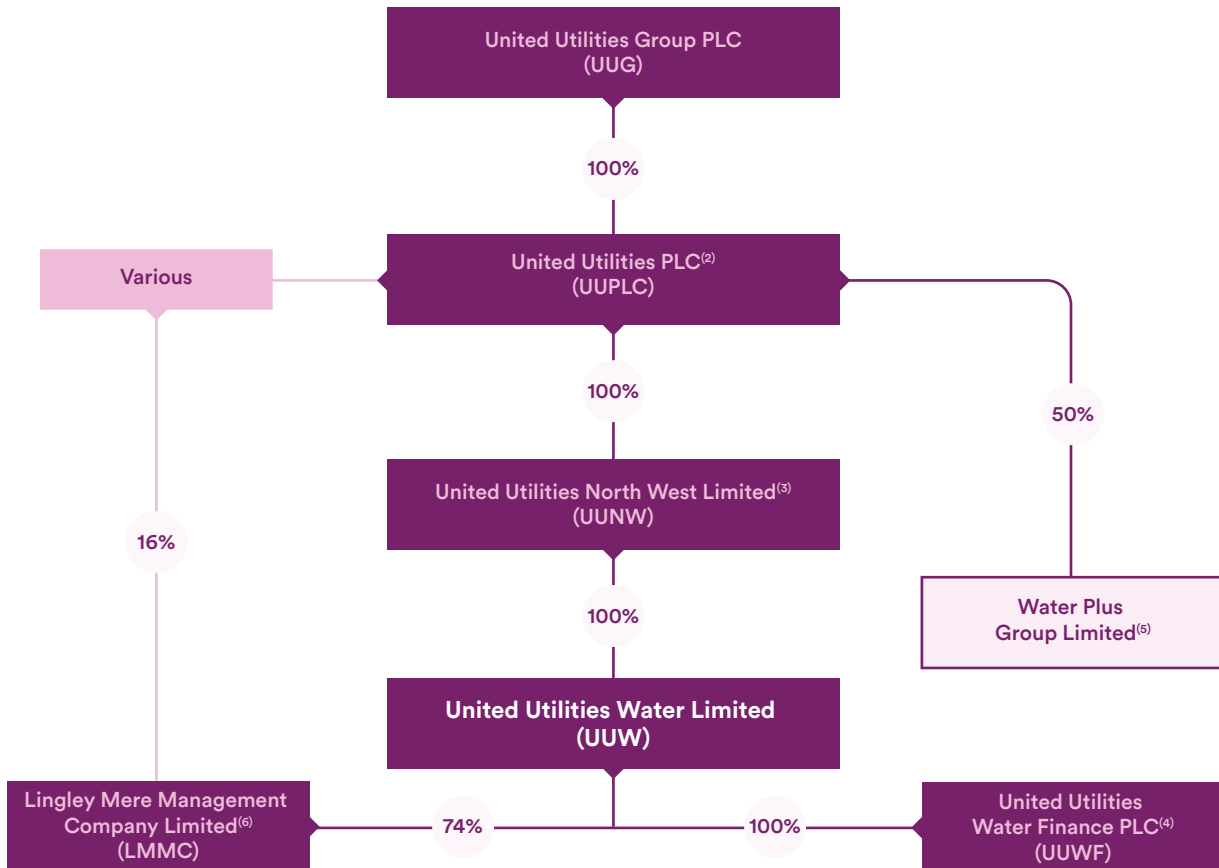 United Utilities Group PLC
(UUG)
100%
Various
United Utilities PLC(2)
(UUPLC)
100%
50%
United Utilities North West Limited(3)
(UUNW)
16%
100%
Water Plus
Group Limited(5)
United Utilities Water Limited
(UUW)
Lingley Mere Management
Company Limited(6)
(LMMC)
74%
100%
United Utilities
Water Finance PLC(4)
(UUWF)